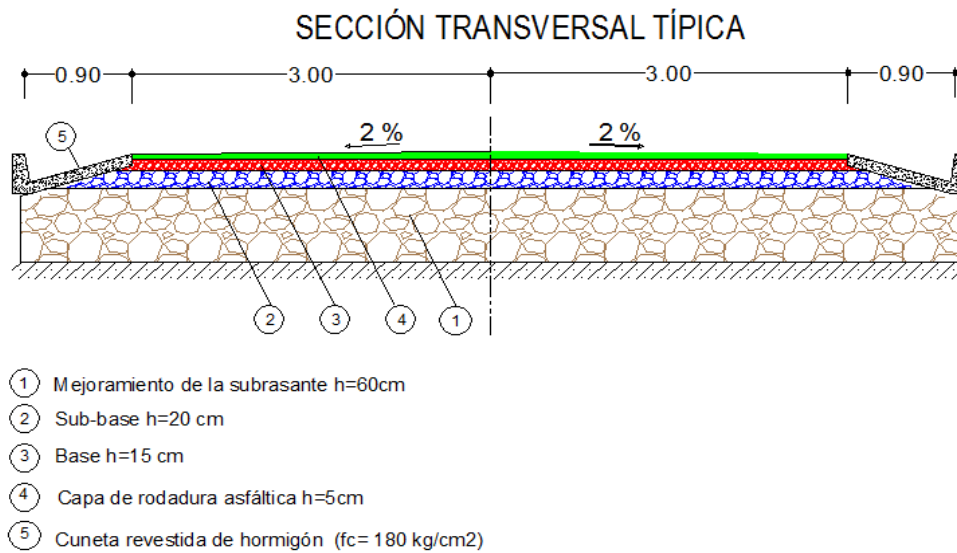 SECCIÓN TRANSVERSAL TÍPICA
0.90 3.00 3.00 0.90
5 2 % 2 %
2 3 4 1
1 Mejoramiento de la subrasante h=60cm
2 Sub-base h=20 cm
3 Base h=15 cm
4 Capa de rodadura asfáltica h=5cm
5 Cuneta revestida de hormigón (fc= 180 kg/cm2)